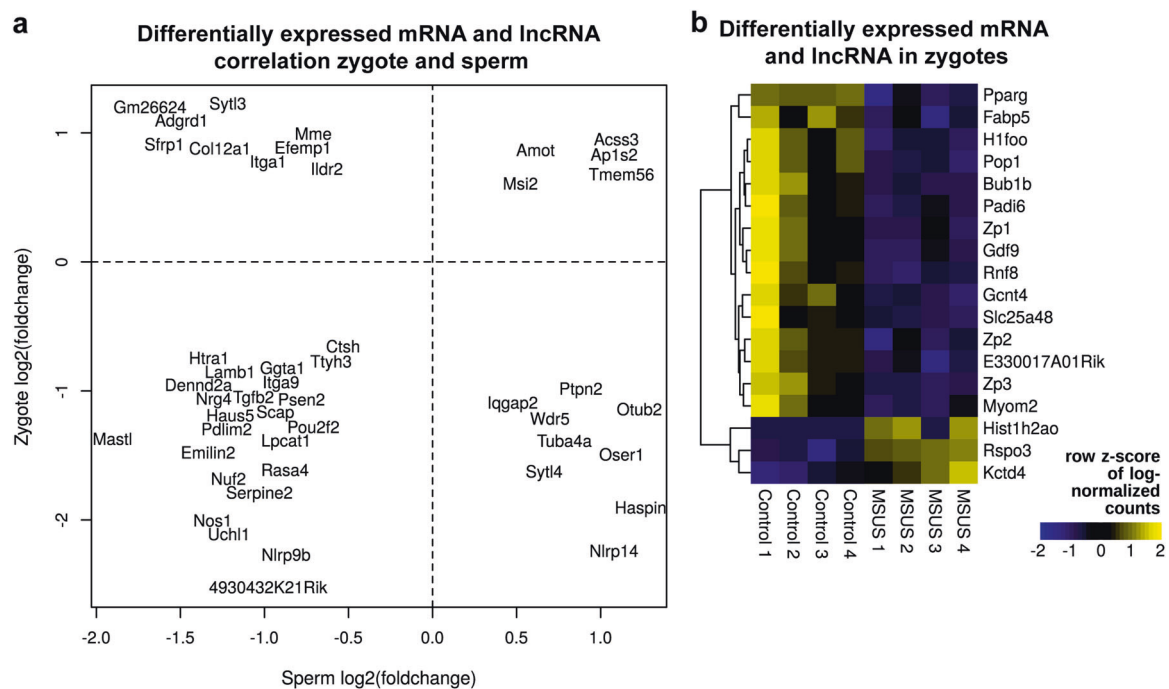 a
Differentially expressed mRNA and lncRNA
correlation zygote and sperm
Zygote log2(foldchange)
1
0
-1
-2
Gm26624
Sytl3
Adgrd1
Sfrp1
Col12a1
Mme
Efemp1
Itga1
Ildr2
Amot
Acss3
Ap1s2
Tmem56
Msi2
Htra1
Ctsh
Lamb1
Ggta1
Ttyh3
Dennd2a
Itga9
Nrg4
Tgfb2
Psen2
Haus5
Scap
Pdlim2
Pou2f2
Mastl
Lpcat1
Emilin2
Rasa4
Nuf2
Serpine2
Nos1
Uchl1
Nlrp9b
4930432K21Rik
Ptpn2
Iqgap2
Otub2
Wdr5
Tuba4a
Oser1
Sytl4
Haspin
Nlrp14
-2.0
-1.5
-1.0
-0.5
0.0
0.5
1.0
Sperm log2(foldchange)
b
Differentially expressed mRNA
and lncRNA in zygotes
Pparg
Fabp5
H1foo
Pop1
Bub1b
Padi6
Zp1
Gdf9
Rnf8
Gcnt4
Slc25a48
Zp2
E330017A01Rik
Zp3
Myom2
Hist1h2ao
Rspo3
Kctd4
Control 1
Control 2
Control 3
Control 4
MSUS 1
MSUS 2
MSUS 3
MSUS 4
row z-score
of log-
normalized
counts
-2 -1 0 1 2